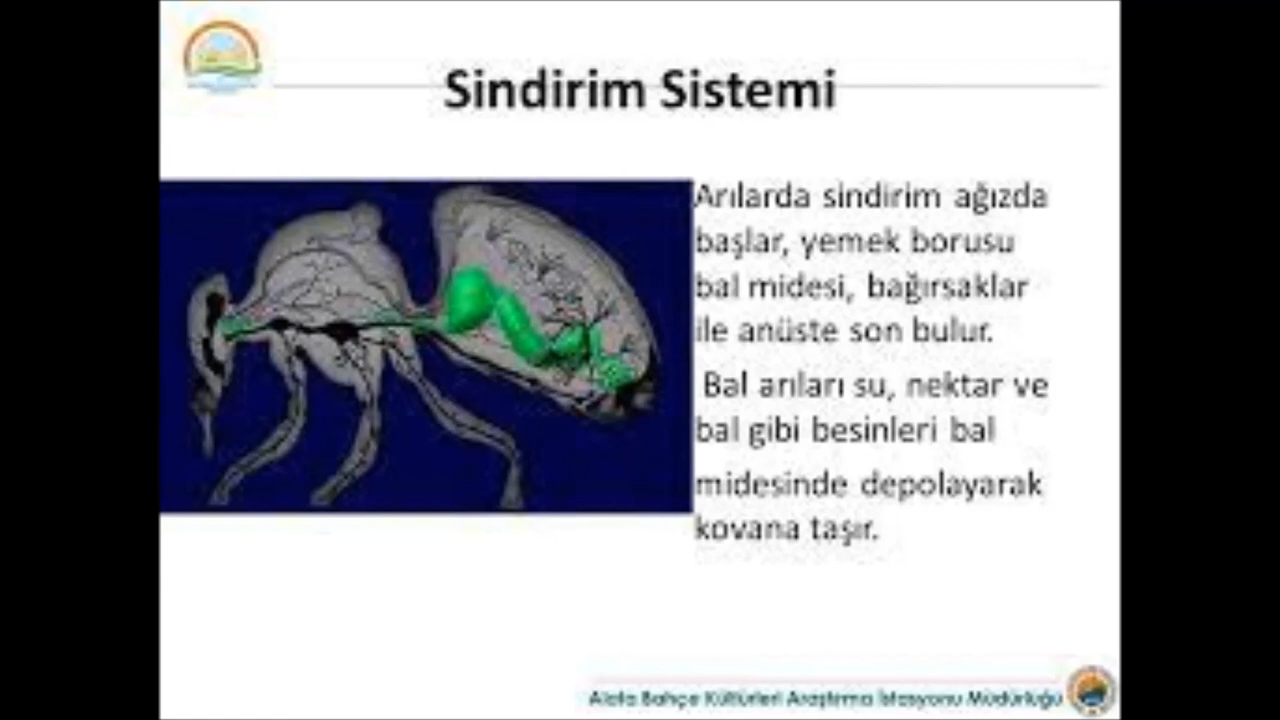 Sindirim Sistemi
Arılarda sindirim ağızda
başlar, yemek borusu
bal midesi, bağırsaklar
ile anüste son bulur.
Bal arıları su, nektar ve
bal gibi besinleri bal
midesinde depolayarak
kovana taşır.
Alata Bahçe Kültürleri Araştırma İstasyonu Müdürlüğü